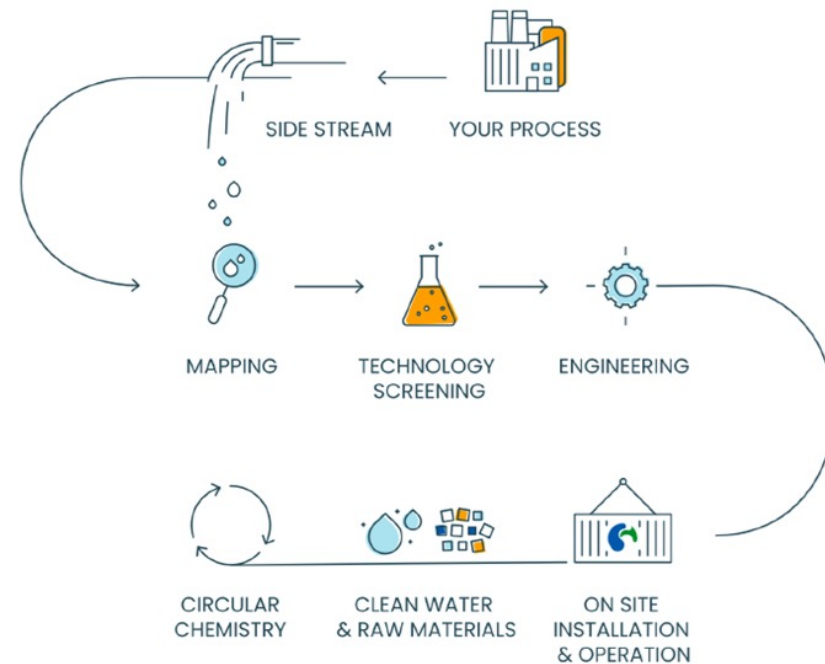 SIDE STREAM
YOUR PROCESS
MAPPING
TECHNOLOGY
SCREENING
ENGINEERING
CIRCULAR
CHEMISTRY
CLEAN WATER
& RAW MATERIALS
ON SITE
INSTALLATION
& OPERATION